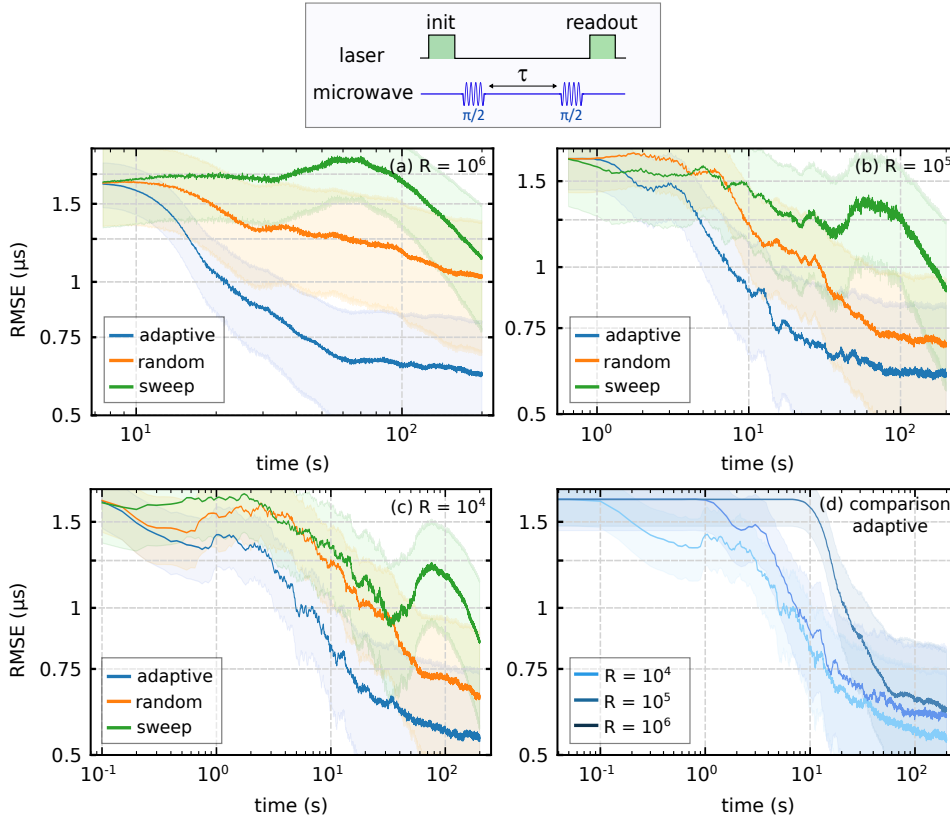 init readout
laser
τ
microwave
π/2 π/2
(a) R = 10⁶
RMSE (μs)
1.5
1
0.75
0.5
adaptive
random
sweep
10¹ 10²
time (s)
(b) R = 10⁵
1.5
1
0.75
0.5
adaptive
random
sweep
10⁰ 10¹ 10²
time (s)
(c) R = 10⁴
RMSE (μs)
1.5
1
0.75
0.5
adaptive
random
sweep
10⁻¹ 10⁰ 10¹ 10²
time (s)
(d) comparison
adaptive
1.5
1
0.75
0.5
R = 10⁴
R = 10⁵
R = 10⁶
10⁻¹ 10⁰ 10¹ 10²
time (s)